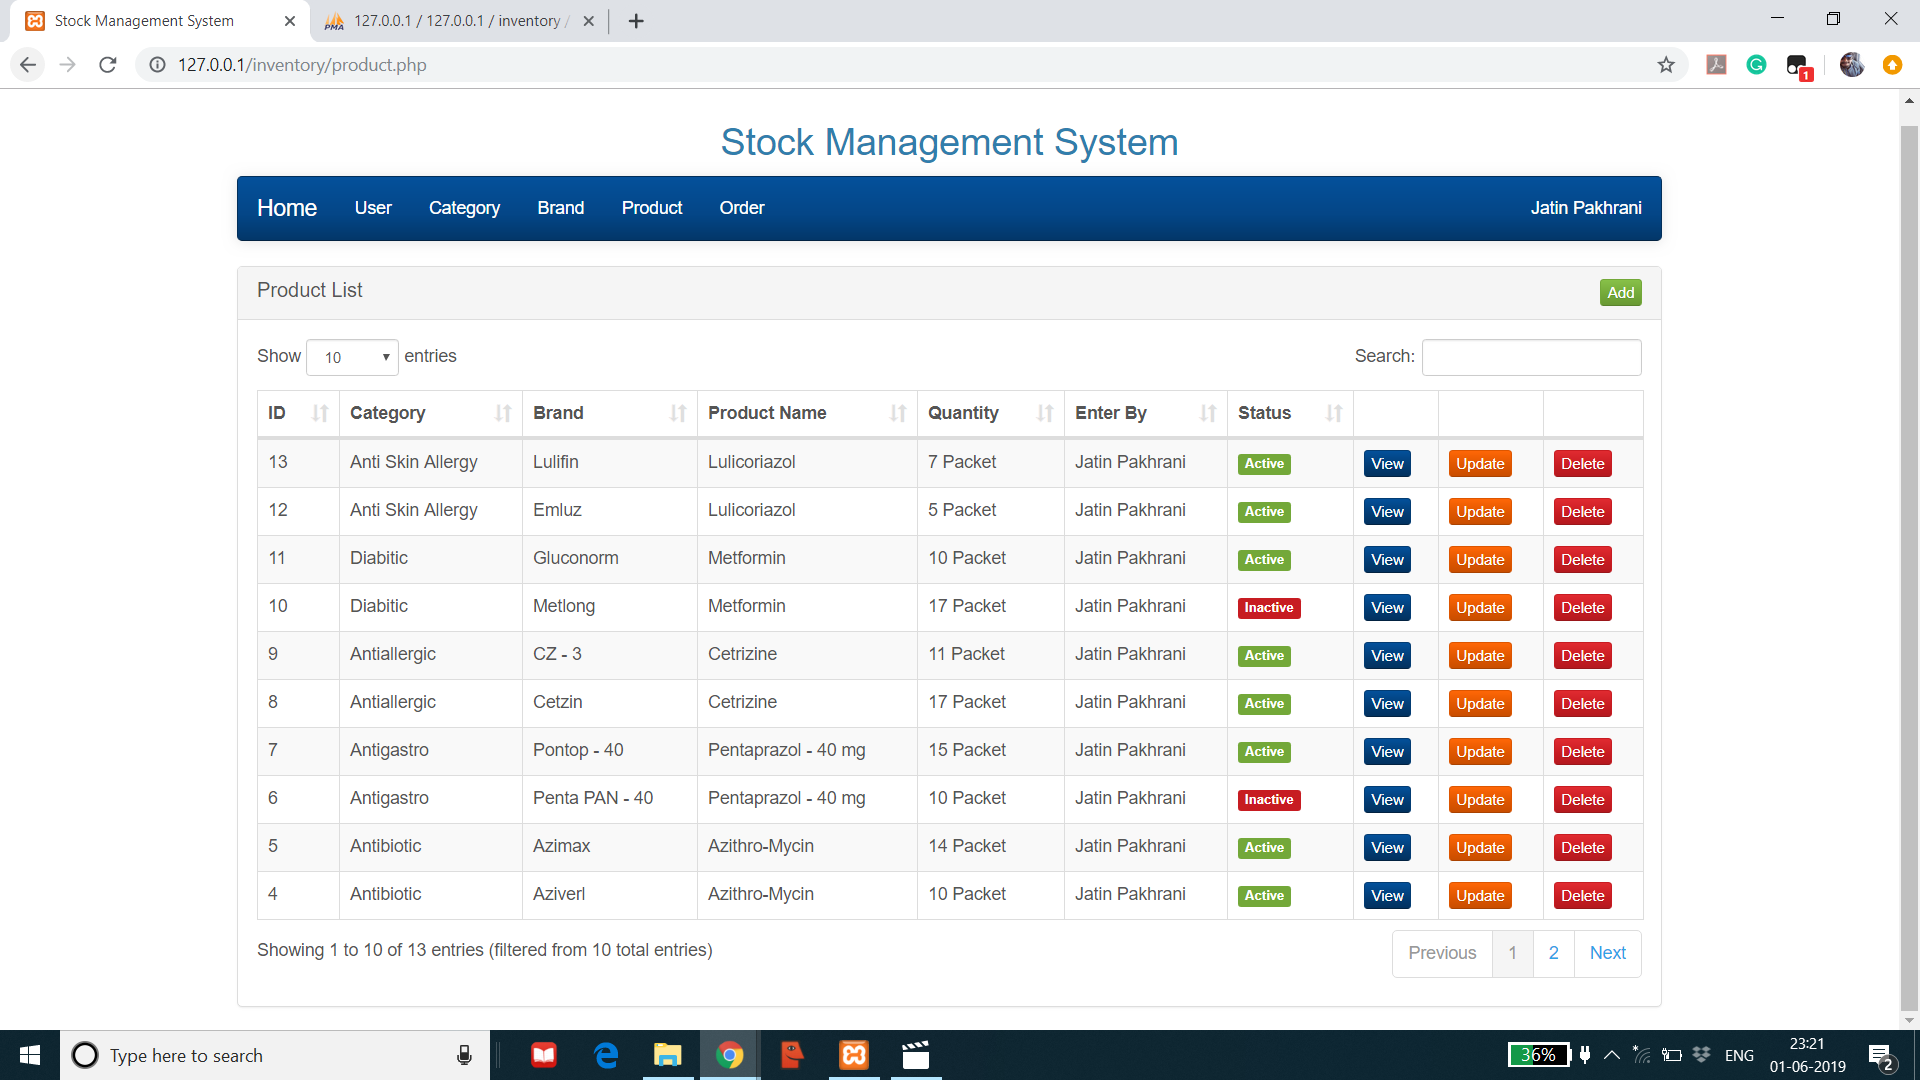 Stock Management System
127.0.0.1 / 127.0.0.1 / inventory /
127.0.0.1/inventory/product.php
1
Stock Management System
Home User Category Brand Product Order Jatin Pakhrani
Product List Add
Show 10 entries Search:
ID Category Brand Product Name Quantity Enter By Status
13 Anti Skin Allergy Lulifin Lulicoriazol 7 Packet Jatin Pakhrani Active View Update Delete
12 Anti Skin Allergy Emluz Lulicoriazol 5 Packet Jatin Pakhrani Active View Update Delete
11 Diabitic Gluconorm Metformin 10 Packet Jatin Pakhrani Active View Update Delete
10 Diabitic Metlong Metformin 17 Packet Jatin Pakhrani Inactive View Update Delete
9 Antiallergic CZ - 3 Cetrizine 11 Packet Jatin Pakhrani Active View Update Delete
8 Antiallergic Cetzin Cetrizine 17 Packet Jatin Pakhrani Active View Update Delete
7 Antigastro Pontop - 40 Pentaprazol - 40 mg 15 Packet Jatin Pakhrani Active View Update Delete
6 Antigastro Penta PAN - 40 Pentaprazol - 40 mg 10 Packet Jatin Pakhrani Inactive View Update Delete
5 Antibiotic Azimax Azithro-Mycin 14 Packet Jatin Pakhrani Active View Update Delete
4 Antibiotic Aziverl Azithro-Mycin 10 Packet Jatin Pakhrani Active View Update Delete
Showing 1 to 10 of 13 entries (filtered from 10 total entries) Previous 1 2 Next
Type here to search
36%
ENG
23:21
01-06-2019
2